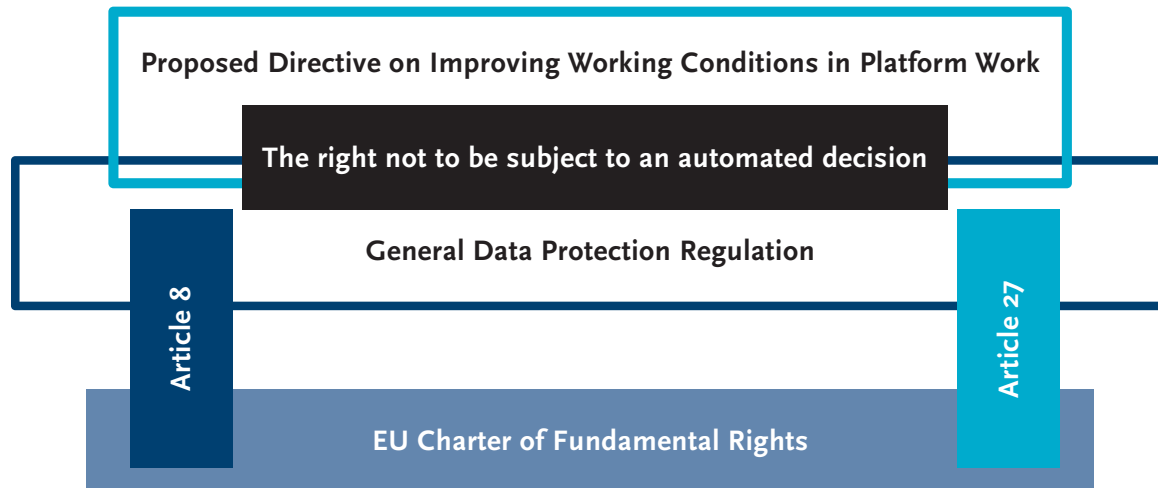 Proposed Directive on Improving Working Conditions in Platform Work
The right not to be subject to an automated decision
General Data Protection Regulation
Article 8
Article 27
EU Charter of Fundamental Rights